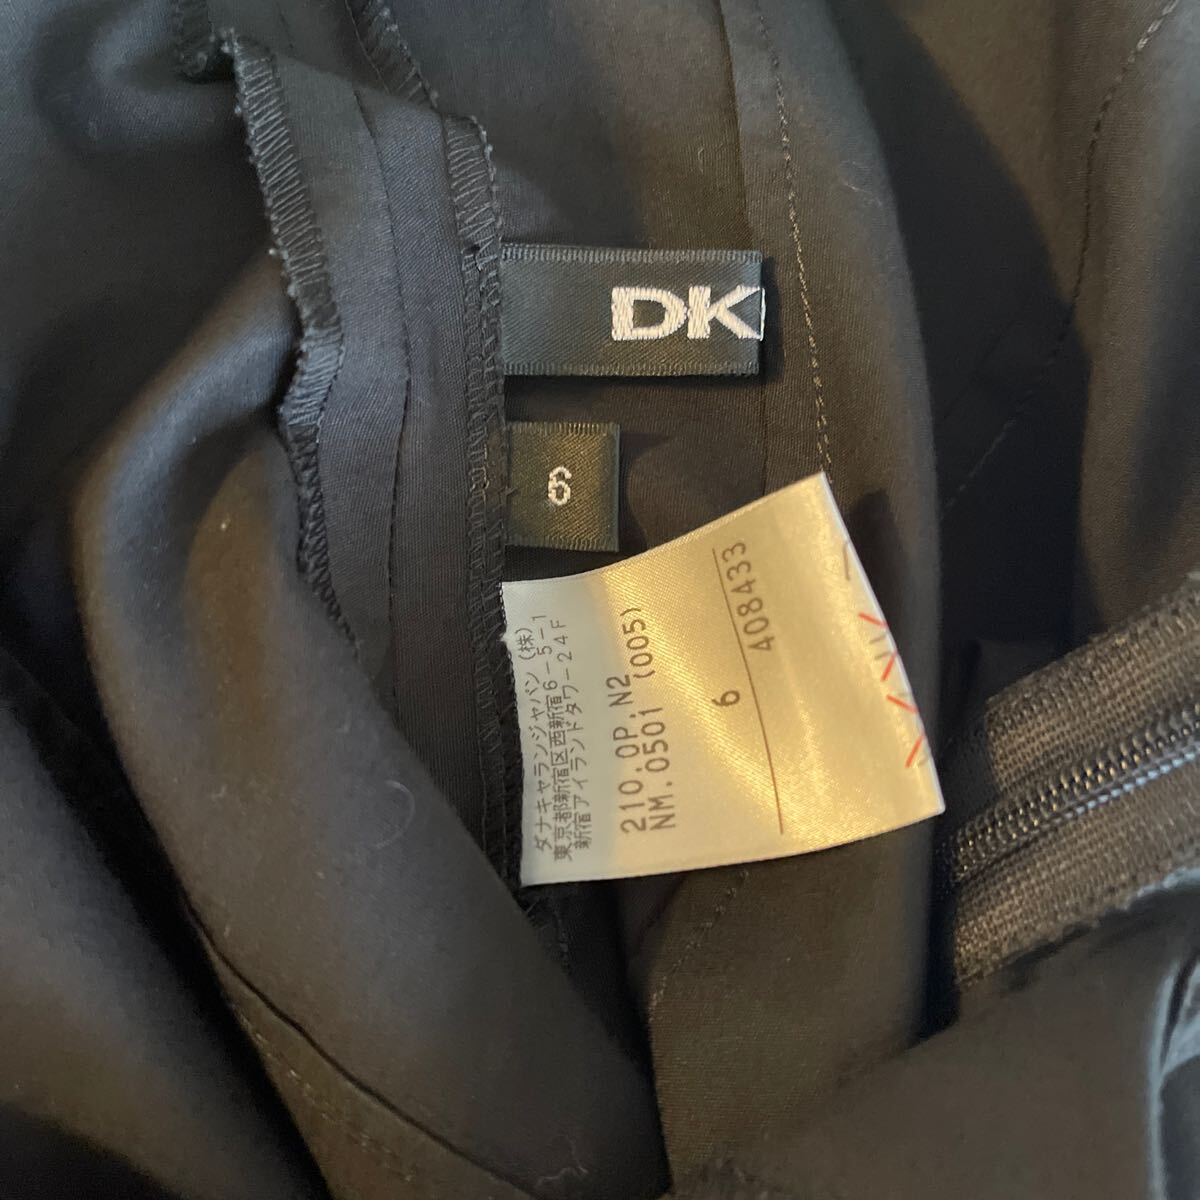 DK
6
ダナキャランジャパン(株)
東京都新宿区西新宿6-5-1
新宿アイランドタワー24F
210.OP.N2
NM.0501 (005)
6
408433